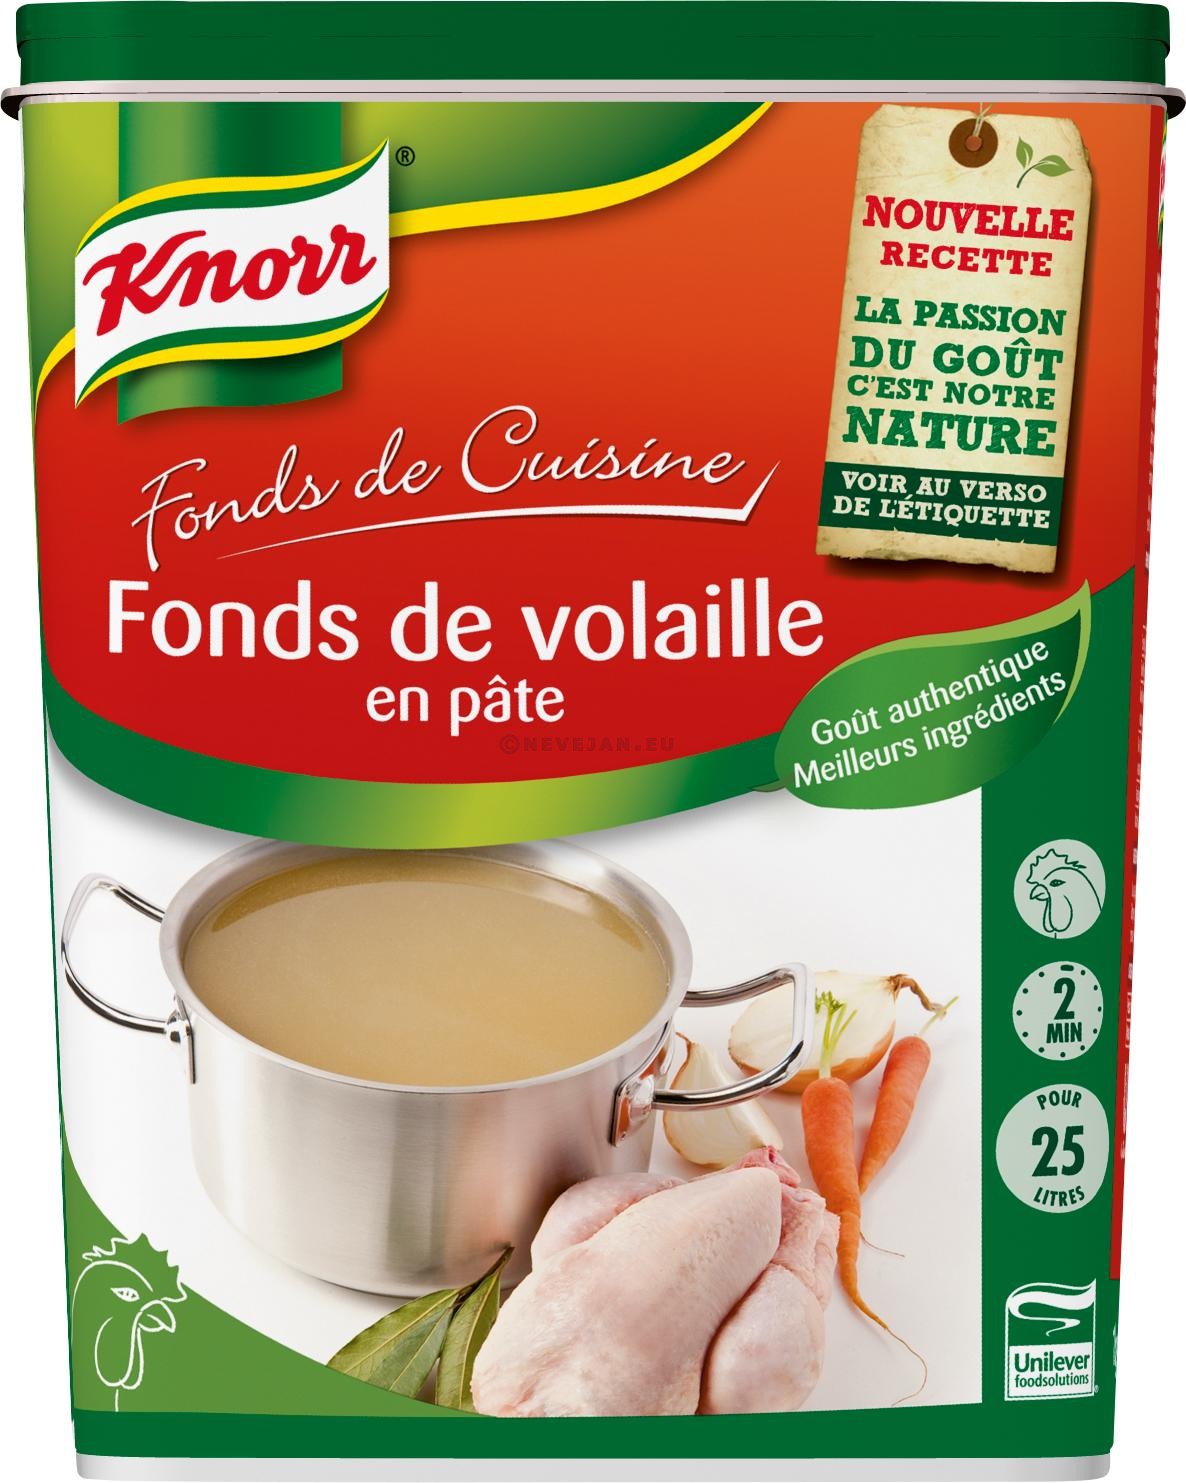 Knorr ®
NOUVELLE
RECETTE
LA PASSION
DU GOÛT
C'EST NOTRE
NATURE
VOIR AU VERSO
DE L'ÉTIQUETTE
Fonds de Cuisine
Fonds de volaille
en pâte
©NEVEJAN.EU
Goût authentique
Meilleurs ingrédients
2
MIN
POUR
25
LITRES
Unilever
foodsolutions